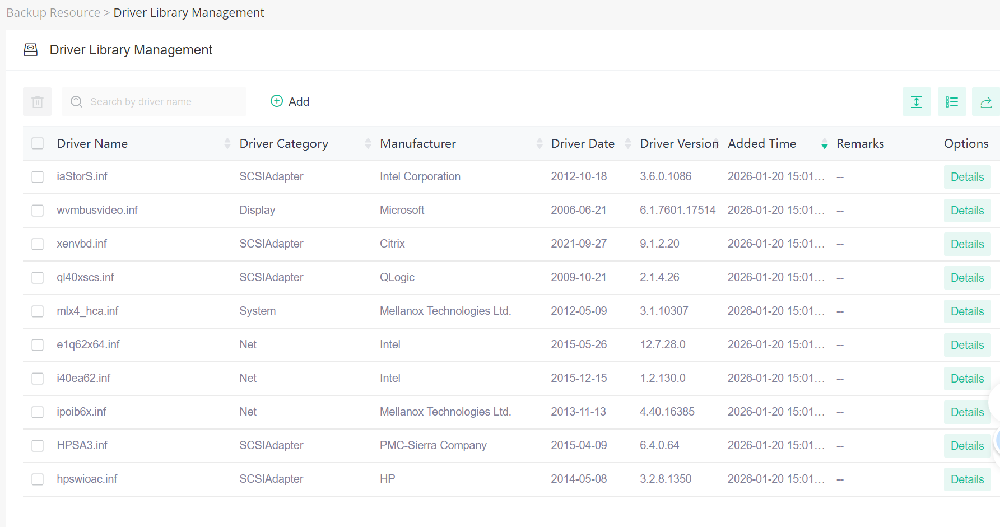 Backup Resource > Driver Library Management
Driver Library Management
Search by driver name
Add
Driver Name Driver Category Manufacturer Driver Date Driver Version Added Time Remarks Options
iaStorS.inf SCSIAdapter Intel Corporation 2012-10-18 3.6.0.1086 2026-01-20 15:01... -- Details
wvmbusvideo.inf Display Microsoft 2006-06-21 6.1.7601.17514 2026-01-20 15:01... -- Details
xenvbd.inf SCSIAdapter Citrix 2021-09-27 9.1.2.20 2026-01-20 15:01... -- Details
ql40xscs.inf SCSIAdapter QLogic 2009-10-21 2.1.4.26 2026-01-20 15:01... -- Details
mlx4_hca.inf System Mellanox Technologies Ltd. 2012-05-09 3.1.10307 2026-01-20 15:01... -- Details
e1q62x64.inf Net Intel 2015-05-26 12.7.28.0 2026-01-20 15:01... -- Details
i40ea62.inf Net Intel 2015-12-15 1.2.130.0 2026-01-20 15:01... -- Details
ipoib6x.inf Net Mellanox Technologies Ltd. 2013-11-13 4.40.16385 2026-01-20 15:01... -- Details
HPSA3.inf SCSIAdapter PMC-Sierra Company 2015-04-09 6.4.0.64 2026-01-20 15:01... -- Details
hpswioac.inf SCSIAdapter HP 2014-05-08 3.2.8.1350 2026-01-20 15:01... -- Details